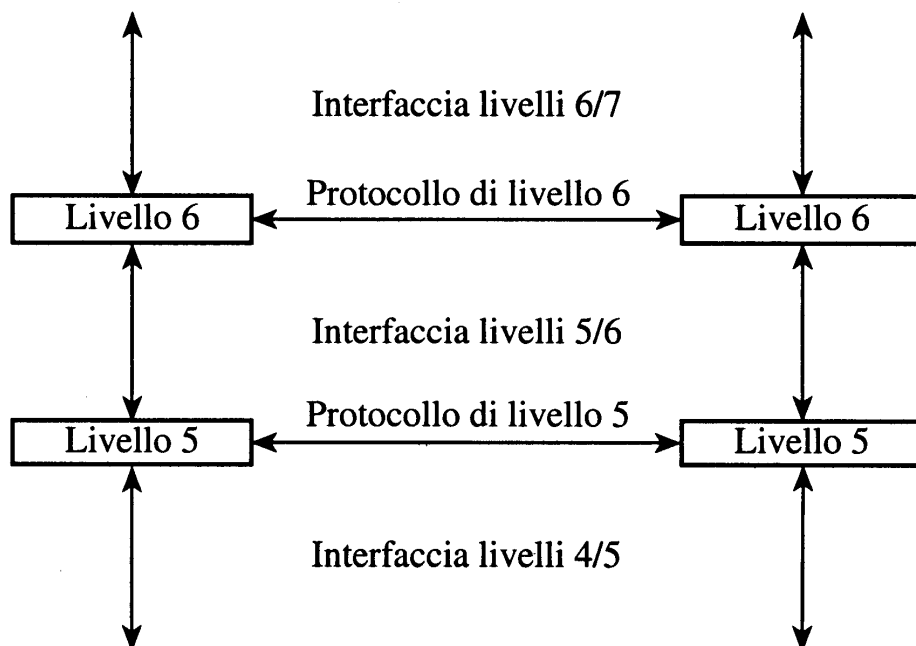 Interfaccia livelli 6/7
Protocollo di livello 6
Livello 6
Livello 6
Interfaccia livelli 5/6
Protocollo di livello 5
Livello 5
Livello 5
Interfaccia livelli 4/5